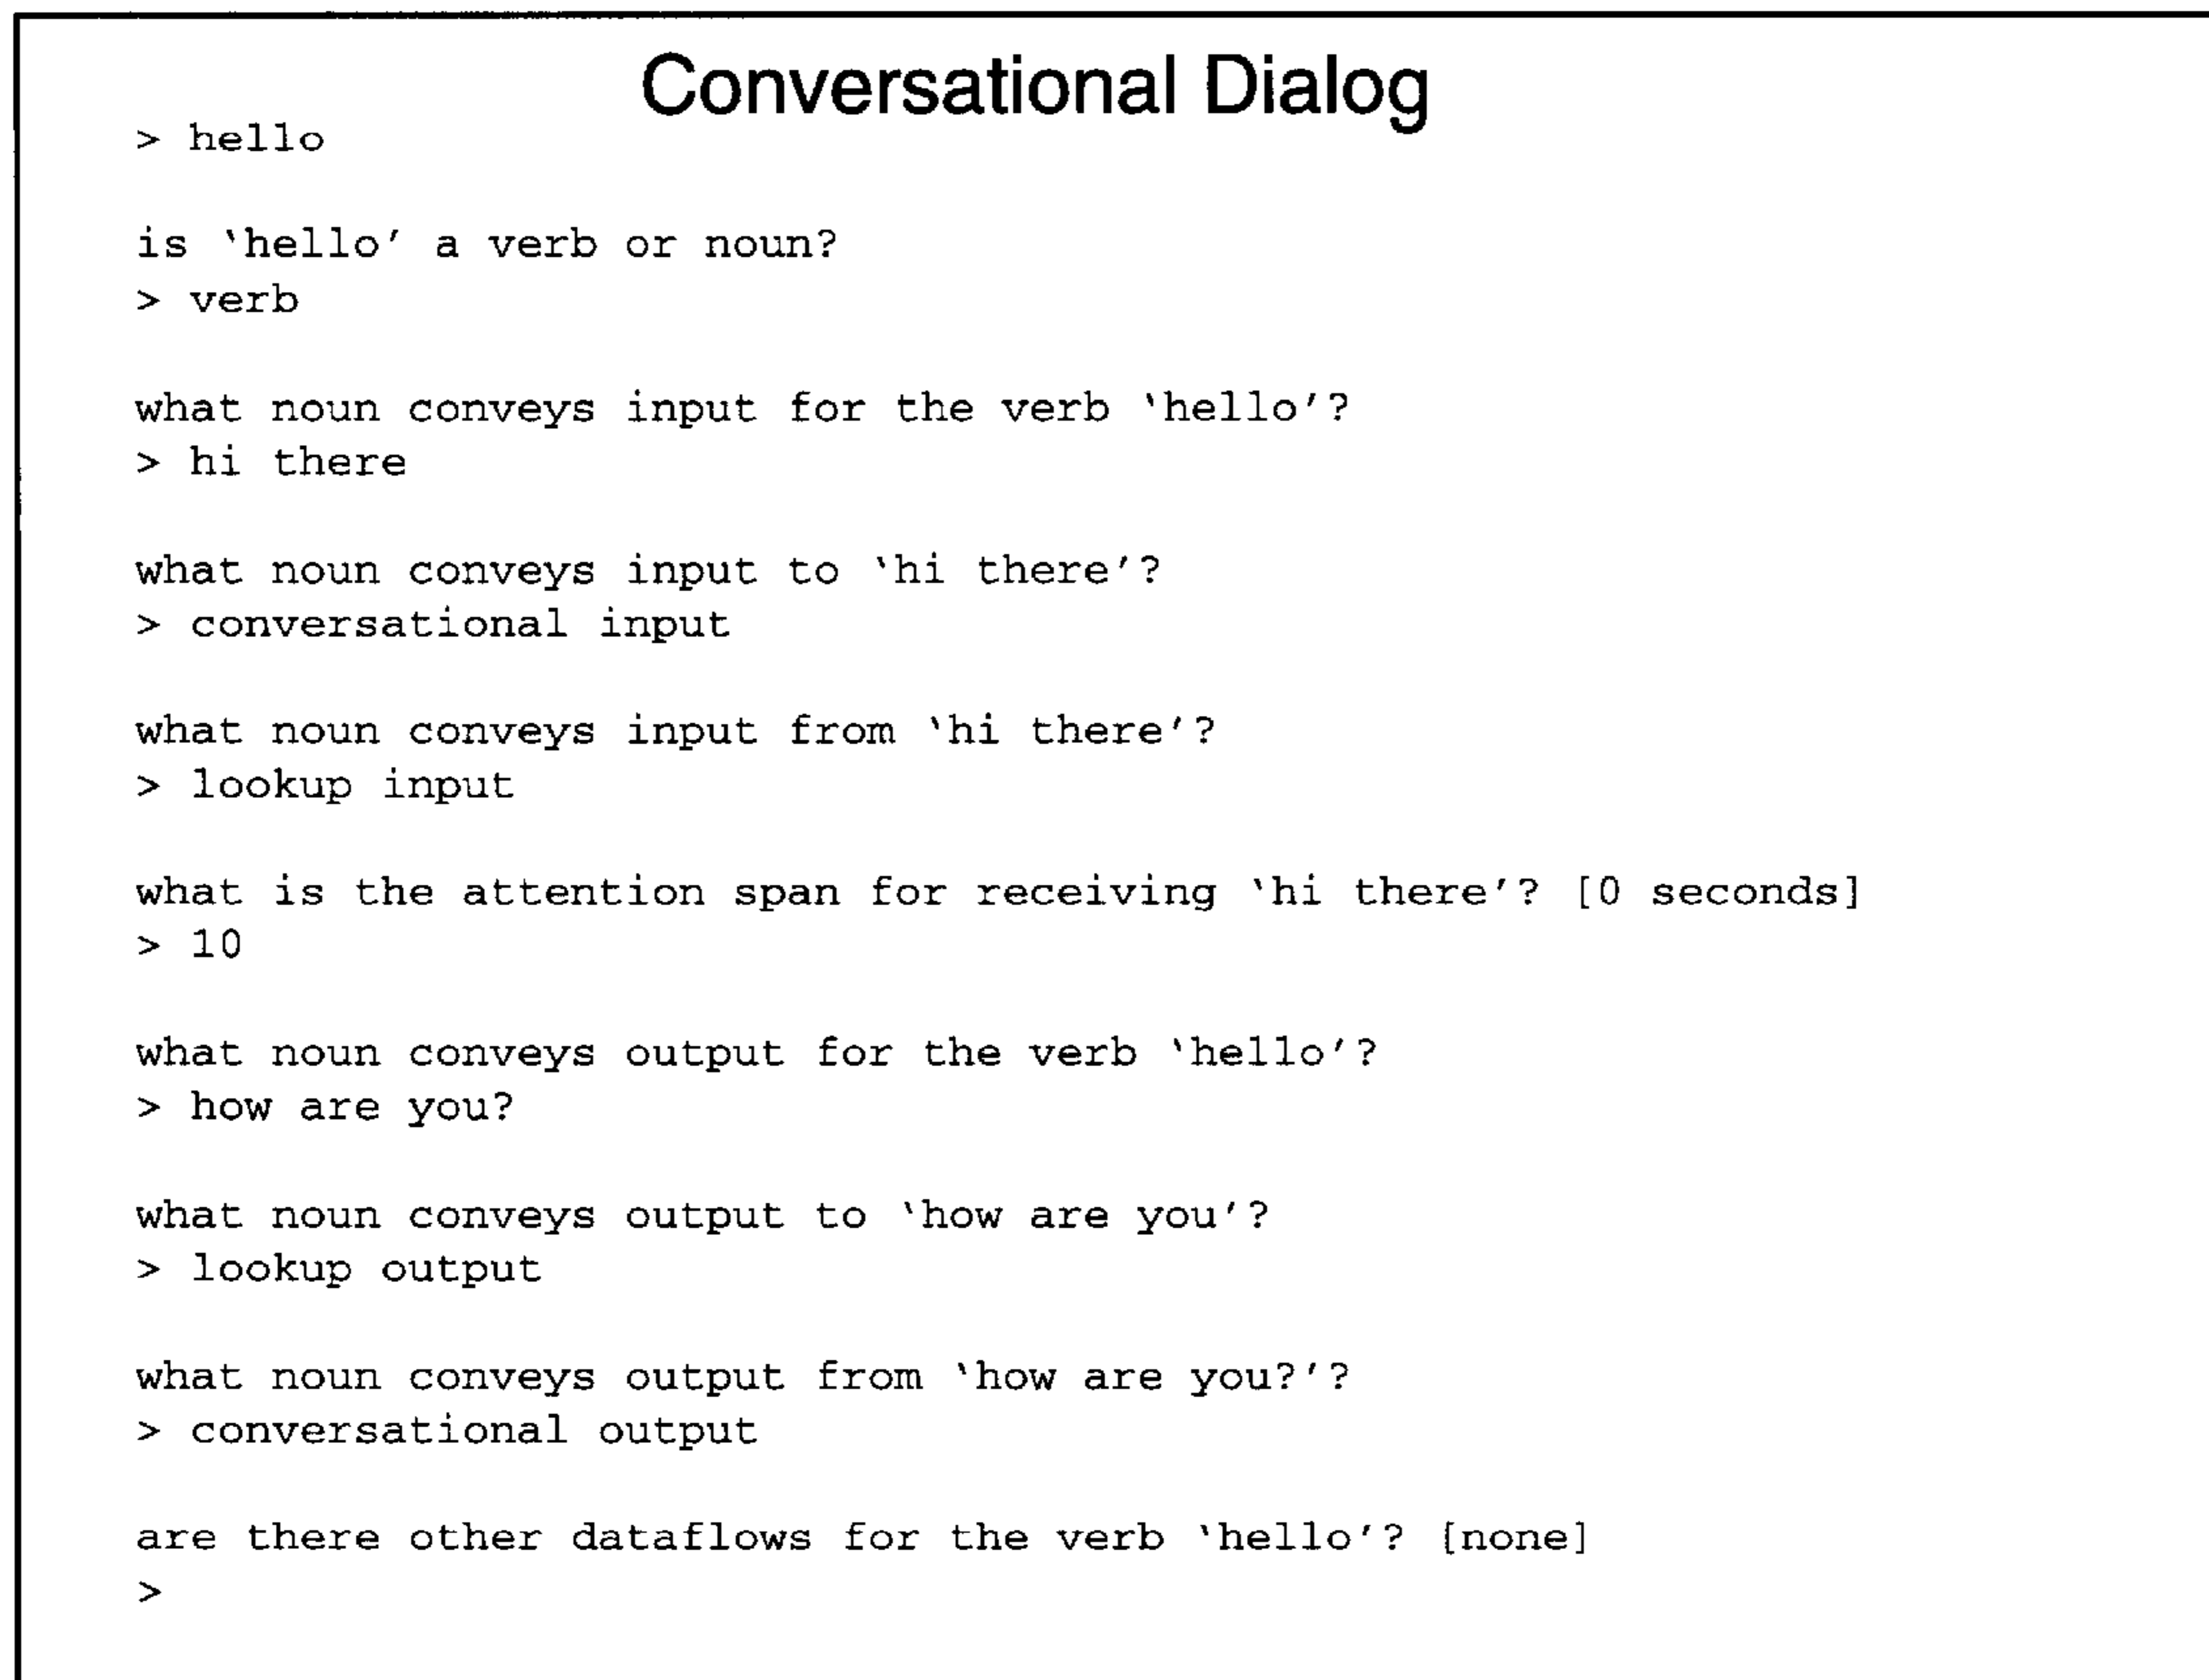 Conversational Dialog
> hello
is ‘hello’ a verb or noun?
> verb
what noun conveys input for the verb ‘hello’?
> hi there
what noun conveys input to ‘hi there’?
> conversational input
what noun conveys input from ‘hi there’?
> lookup input
what is the attention span for receiving ‘hi there’? [0 seconds]
> 10
what noun conveys output for the verb ‘hello’?
> how are you?
what noun conveys output to ‘how are you’?
> lookup output
what noun conveys output from ‘how are you?’?
> conversational output
are there other dataflows for the verb ‘hello’? [none]
>